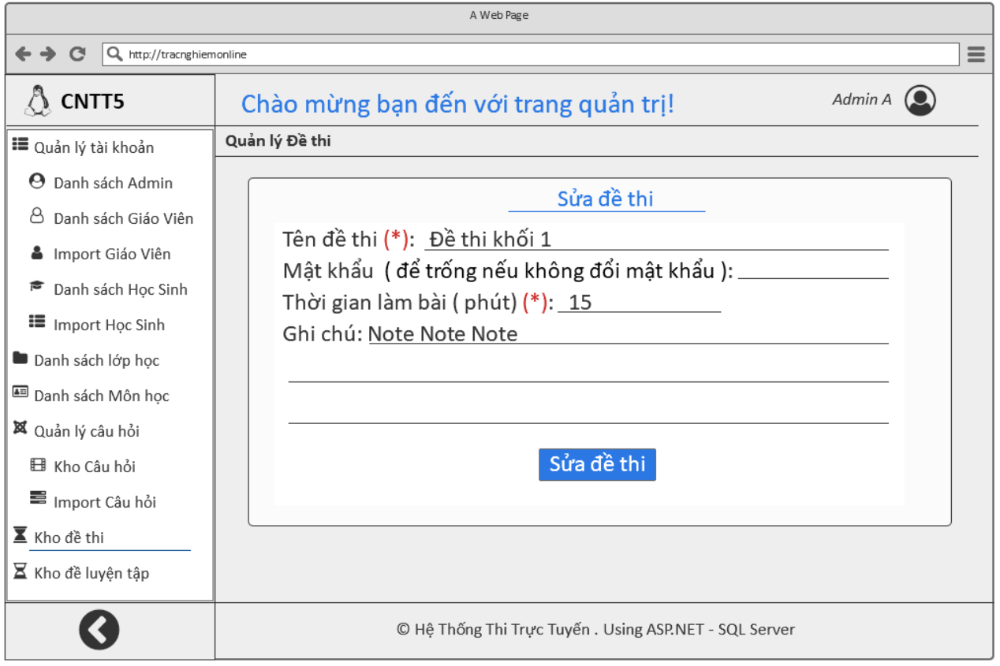 A Web Page
http://tracnghiemonline
CNTT5
Chào mừng bạn đến với trang quản trị!
Admin A
Quản lý tài khoản
Danh sách Admin
Danh sách Giáo Viên
Import Giáo Viên
Danh sách Học Sinh
Import Học Sinh
Danh sách lớp học
Danh sách Môn học
Quản lý câu hỏi
Kho Câu hỏi
Import Câu hỏi
Kho đề thi
Kho đề luyện tập
Quản lý Đề thi
Sửa đề thi
Tên đề thi (*): Đề thi khối 1
Mật khẩu ( để trống nếu không đổi mật khẩu ):
Thời gian làm bài ( phút) (*): 15
Ghi chú: Note Note Note
Sửa đề thi
© Hệ Thống Thi Trực Tuyến . Using ASP.NET - SQL Server